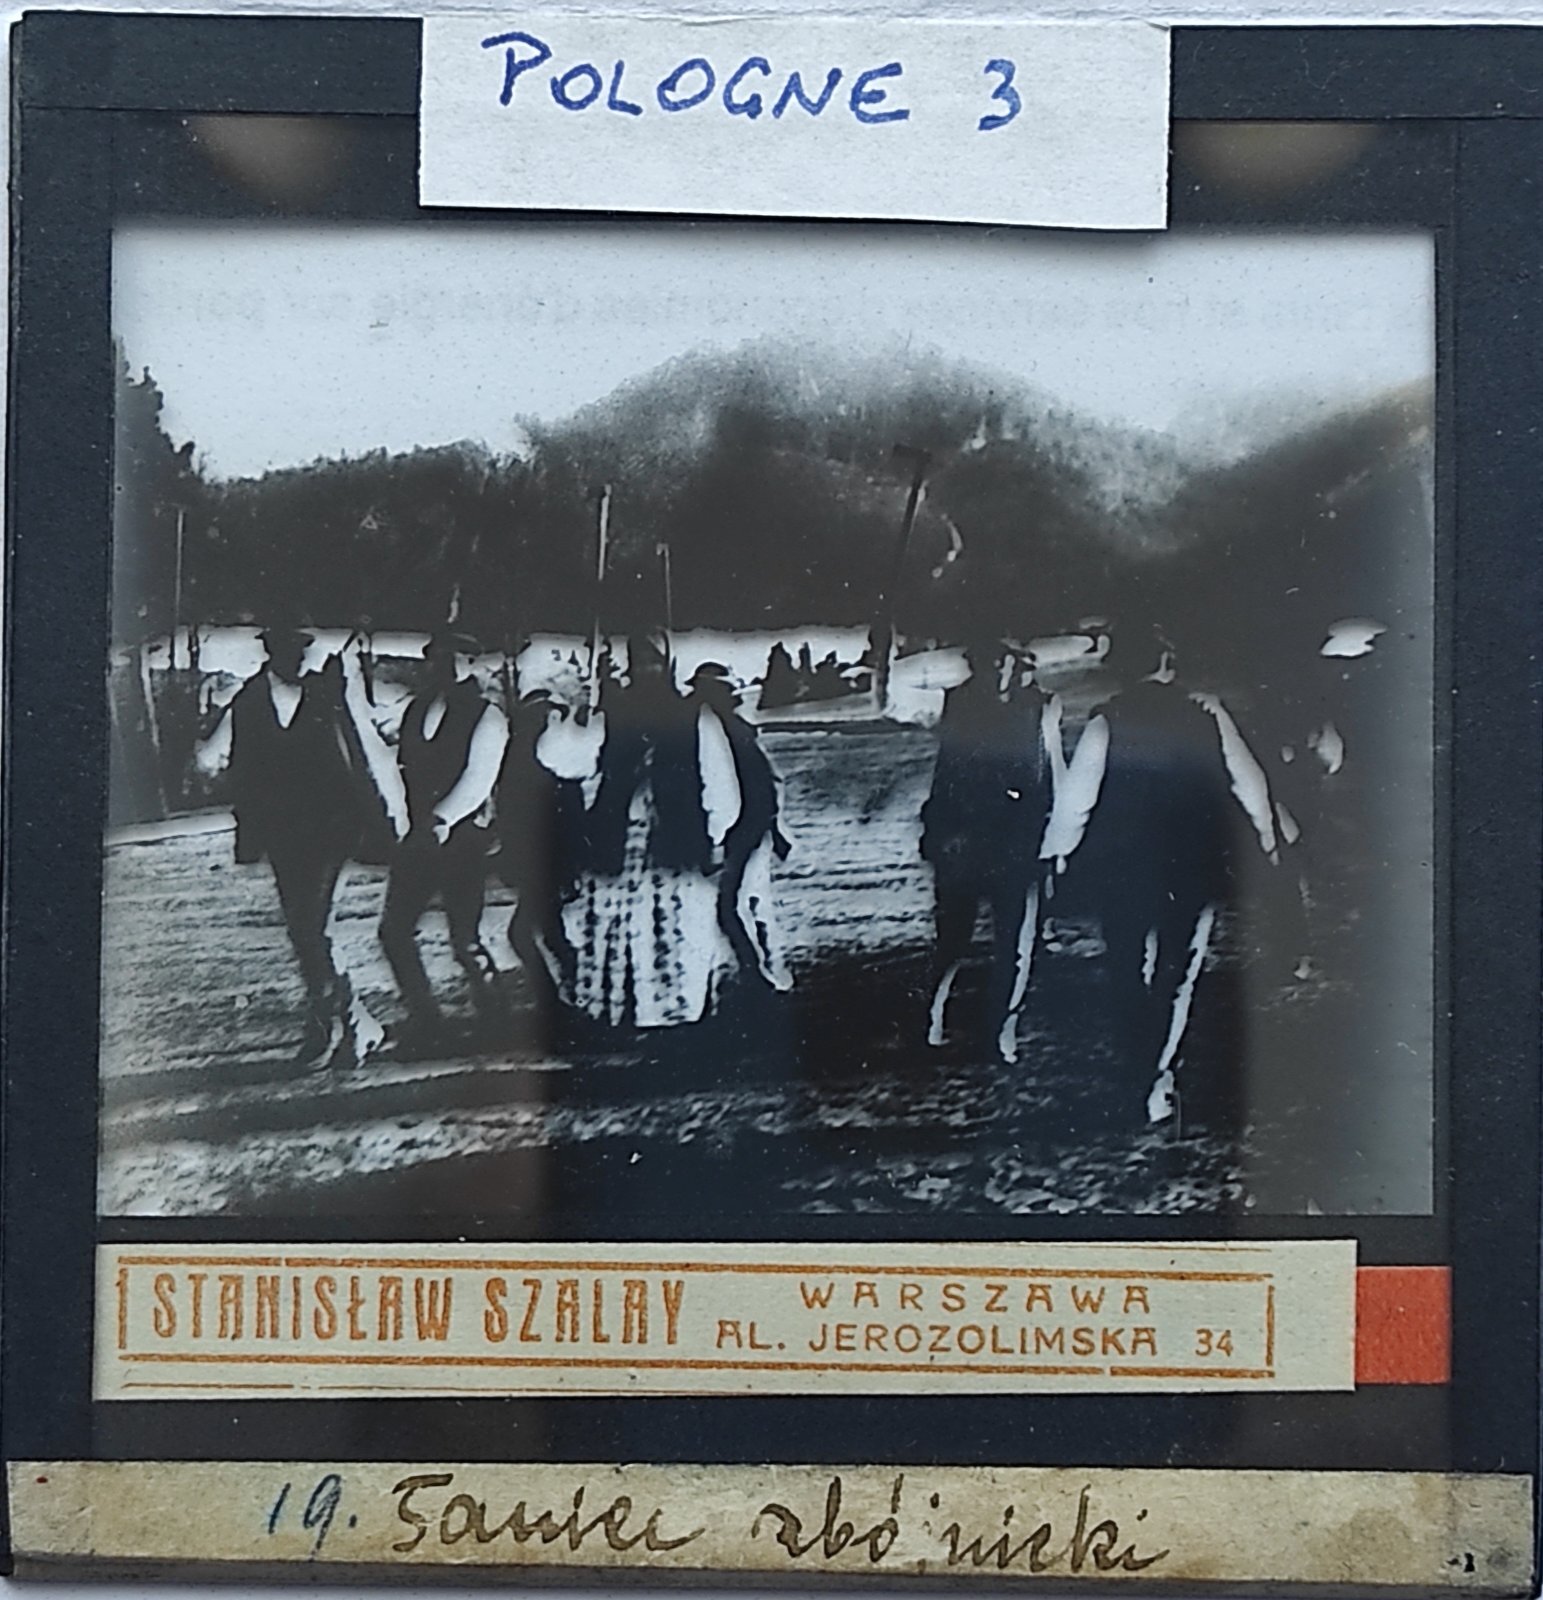 POLOGNE 3
STANISŁAW SZALAY
WARSZAWA
AL. JEROZOLIMSKA 34
19. Taniec zbójnicki